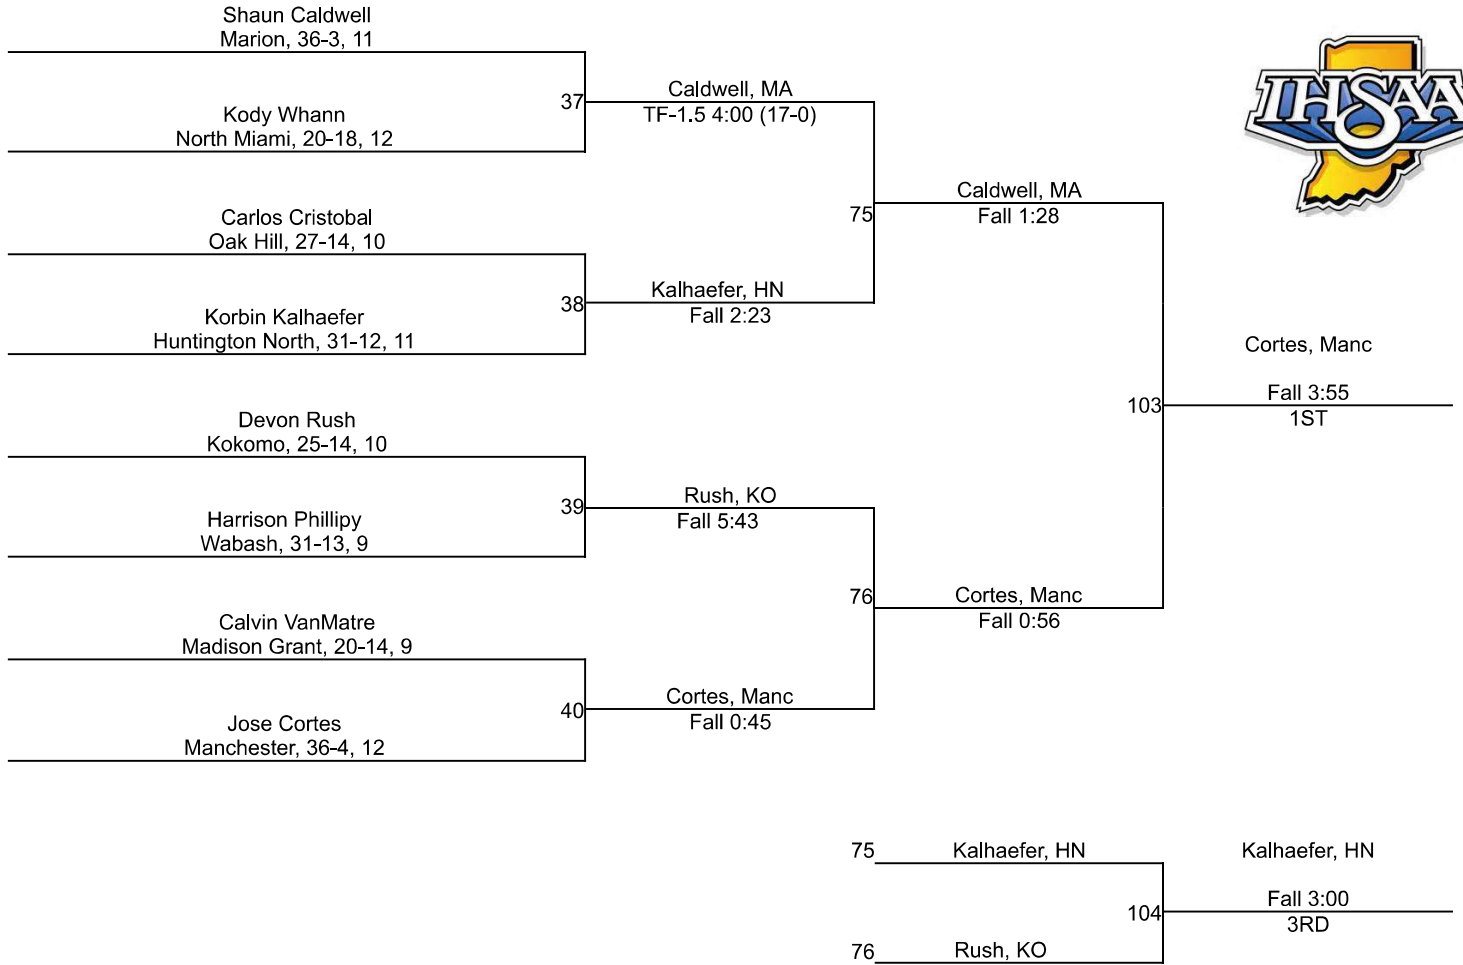 Shaun Caldwell
Marion, 36-3, 11
Kody Whann
North Miami, 20-18, 12
Carlos Cristobal
Oak Hill, 27-14, 10
Korbin Kalhaefer
Huntington North, 31-12, 11
Devon Rush
Kokomo, 25-14, 10
Harrison Phillipy
Wabash, 31-13, 9
Calvin VanMatre
Madison Grant, 20-14, 9
Jose Cortes
Manchester, 36-4, 12
37
Caldwell, MA
TF-1.5 4:00 (17-0)
38
Kalhaefer, HN
Fall 2:23
39
Rush, KO
Fall 5:43
40
Cortes, Manc
Fall 0:45
75
Caldwell, MA
Fall 1:28
76
Cortes, Manc
Fall 0:56
IHSAA
103
Cortes, Manc
Fall 3:55
1ST
75
Kalhaefer, HN
76
Rush, KO
104
Kalhaefer, HN
Fall 3:00
3RD